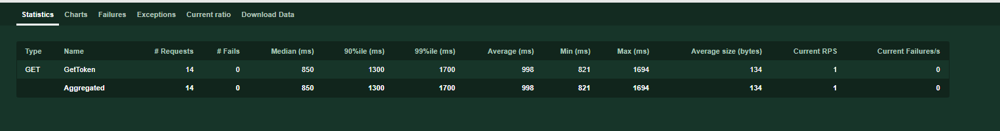 Statistics Charts Failures Exceptions Current ratio Download Data
Type Name # Requests # Fails Median (ms) 90%ile (ms) 99%ile (ms) Average (ms) Min (ms) Max (ms) Average size (bytes) Current RPS Current Failures/s
GET GetToken 14 0 850 1300 1700 998 821 1694 134 1 0
Aggregated 14 0 850 1300 1700 998 821 1694 134 1 0